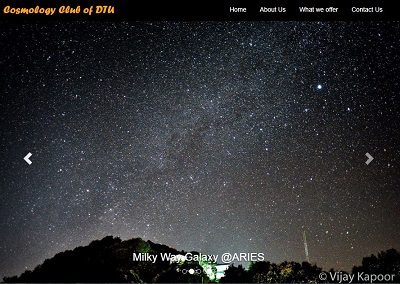 Cosmology Club of DTU
Home About Us What we offer Contact Us
Milky Way Galaxy @ARIES
© Vijay Kapoor